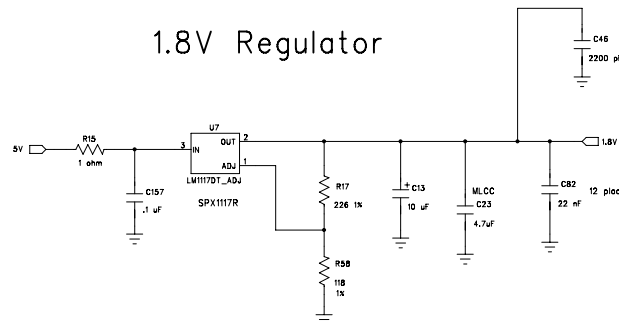 1.8V Regulator
C46
2200 p
U7
R15
5V
1 ohm
3
IN
OUT
2
ADJ
1
LM1117DT_ADJ
SPX1117R
C157
.1 uF
R17
226 1%
R58
118
1%
+
C13
10 uF
MLCC
C23
4.7uF
1.8V
C82
22 nF
12 plac